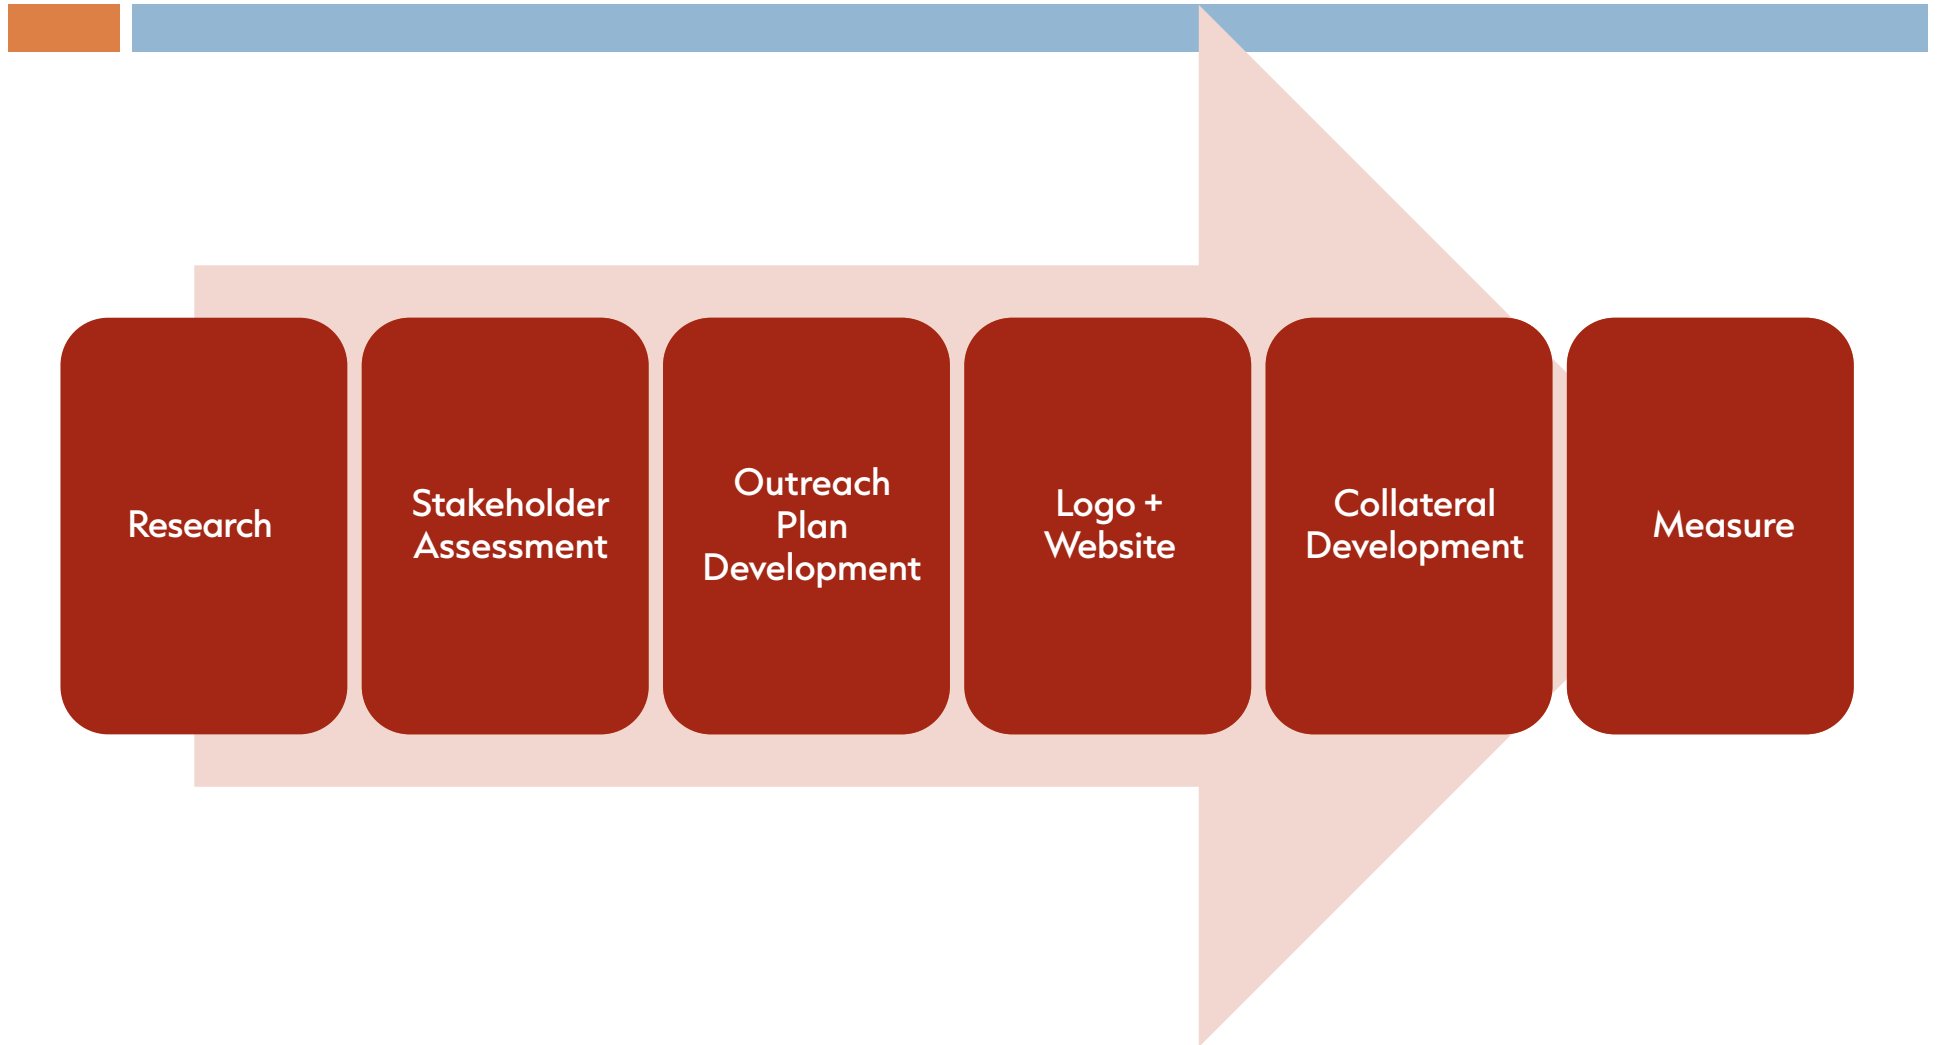 Research
Stakeholder
Assessment
Outreach
Plan
Development
Logo +
Website
Collateral
Development
Measure